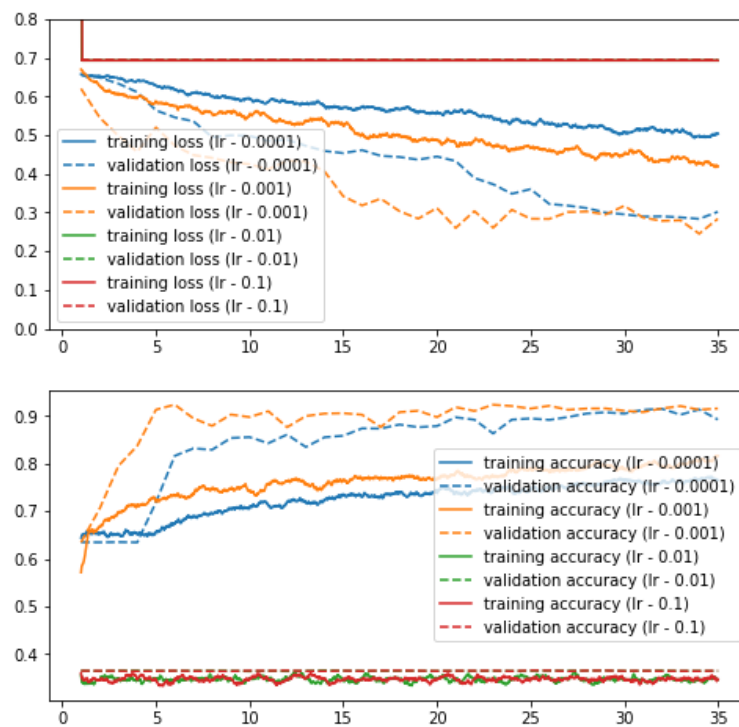 0.8
0.7
0.6
0.5
0.4
0.3
0.2
0.1
0.0
training loss (lr - 0.0001)
validation loss (lr - 0.0001)
training loss (lr - 0.001)
validation loss (lr - 0.001)
training loss (lr - 0.01)
validation loss (lr - 0.01)
training loss (lr - 0.1)
validation loss (lr - 0.1)
0 5 10 15 20 25 30 35
0.9
0.8
0.7
0.6
0.5
0.4
training accuracy (lr - 0.0001)
validation accuracy (lr - 0.0001)
training accuracy (lr - 0.001)
validation accuracy (lr - 0.001)
training accuracy (lr - 0.01)
validation accuracy (lr - 0.01)
training accuracy (lr - 0.1)
validation accuracy (lr - 0.1)
0 5 10 15 20 25 30 35